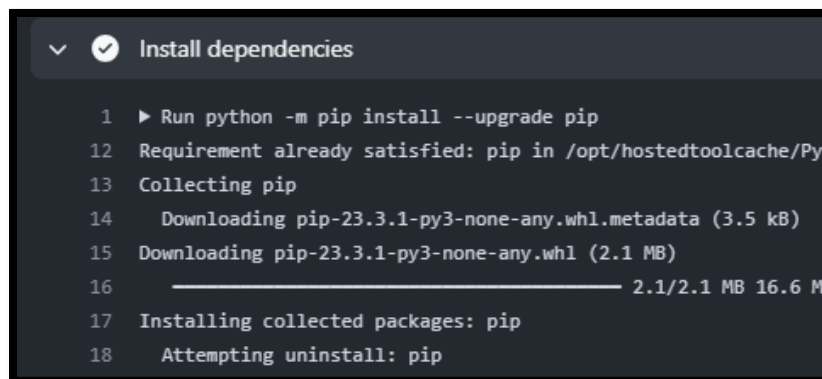 Install dependencies
1 ▶ Run python -m pip install --upgrade pip
12 Requirement already satisfied: pip in /opt/hostedtoolcache/Py
13 Collecting pip
14 Downloading pip-23.3.1-py3-none-any.whl.metadata (3.5 kB)
15 Downloading pip-23.3.1-py3-none-any.whl (2.1 MB)
16 ━━━━━━━━━━━━━━━━━━━━━━━━━━━━━━━━━━━━━━━━ 2.1/2.1 MB 16.6 M
17 Installing collected packages: pip
18 Attempting uninstall: pip